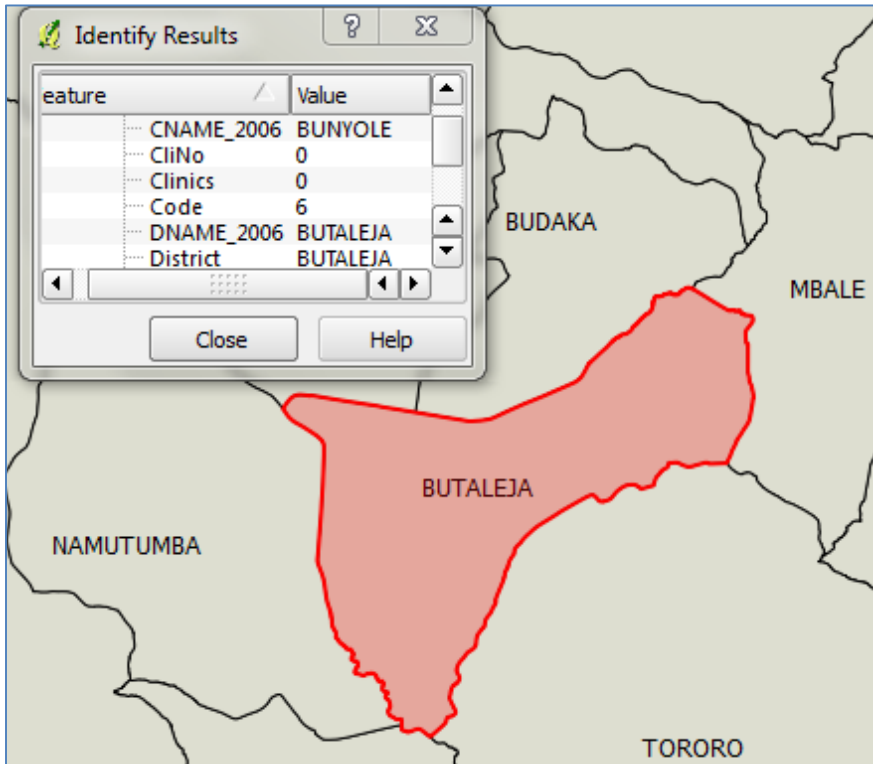 Identify Results
eature Value
CNAME_2006 BUNYOLE
CliNo 0
Clinics 0
Code 6
DNAME_2006 BUTALEJA
District BUTALEJA
Close Help
BUDAKA
MBALE
BUTALEJA
NAMUTUMBA
TORORO